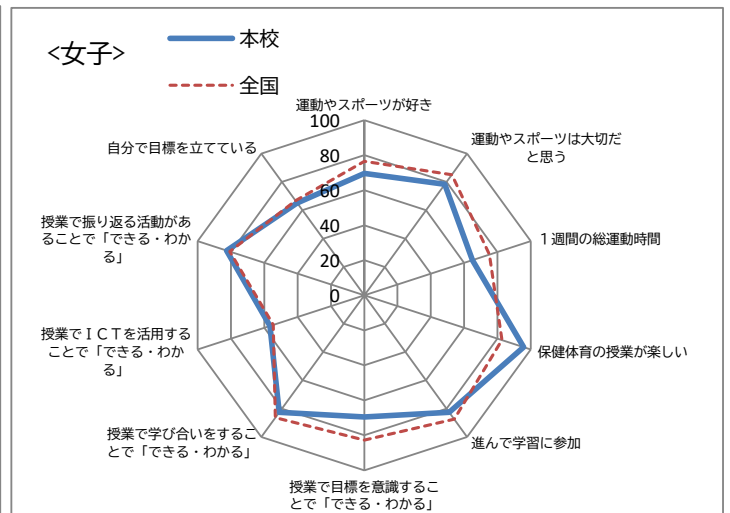 <女子>
本校
全国
運動やスポーツが好き
運動やスポーツは大切だ
と思う
１週間の総運動時間
保健体育の授業が楽しい
進んで学習に参加
授業で目標を意識するこ
とで「できる・わかる」
授業で学び合いをするこ
とで「できる・わかる」
授業でＩＣＴを活用する
ことで「できる・わか
る」
授業で振り返る活動があ
ることで「できる・わか
る」
自分で目標を立てている
100
80
60
40
20
0